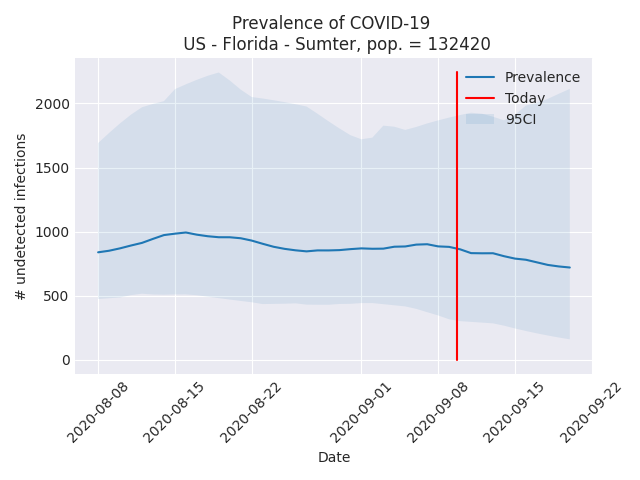 Prevalence of COVID-19
US - Florida - Sumter, pop. = 132420
Prevalence
Today
95CI
2000
1500
1000
500
0
# undetected infections
2020-08-08
2020-08-15
2020-08-22
2020-09-01
2020-09-08
2020-09-15
2020-09-22
Date